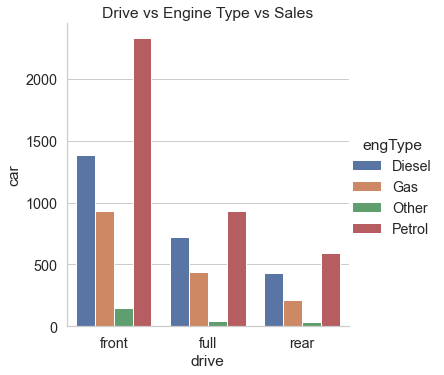 Drive vs Engine Type vs Sales
car
2000
1500
1000
500
0
front full rear
drive
engType
Diesel
Gas
Other
Petrol